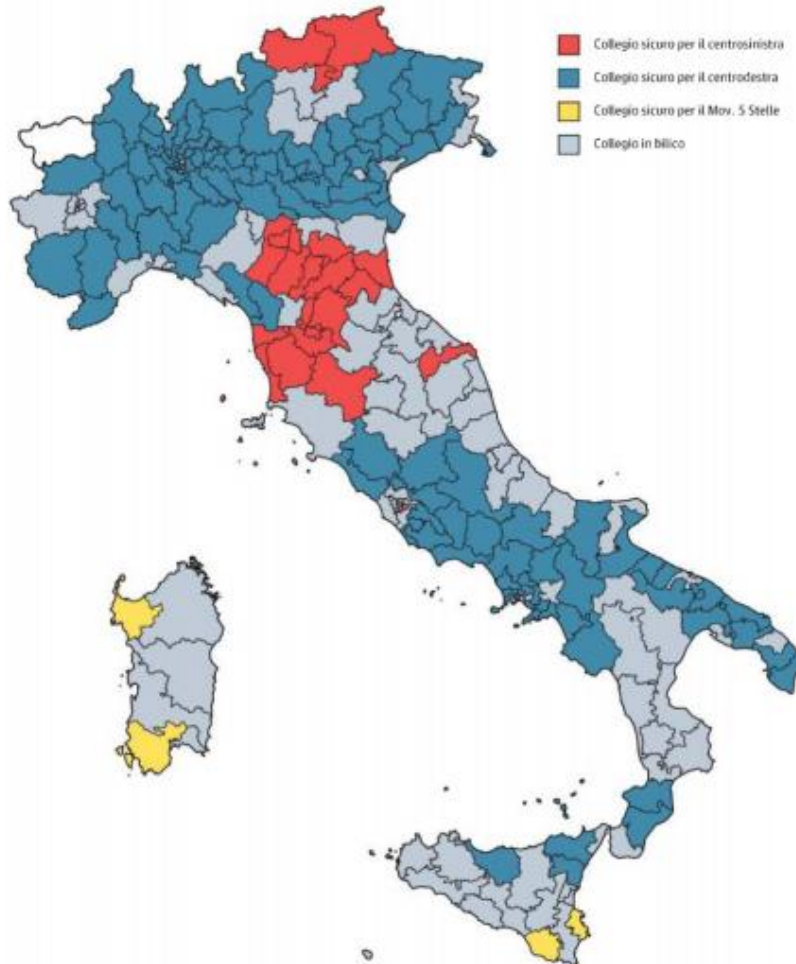 Collegio sicuro per il centrosinistra
Collegio sicuro per il centrodestra
Collegio sicuro per il Mov. 5 Stelle
Collegio in bilico